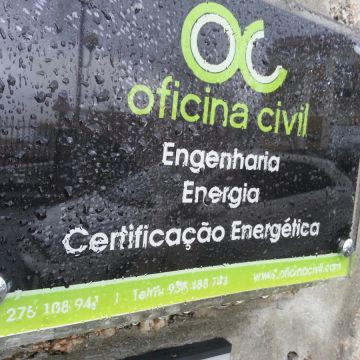 OC
oficina civil
Engenharia
Energia
Certificação Energética
www.oficinacivil.com